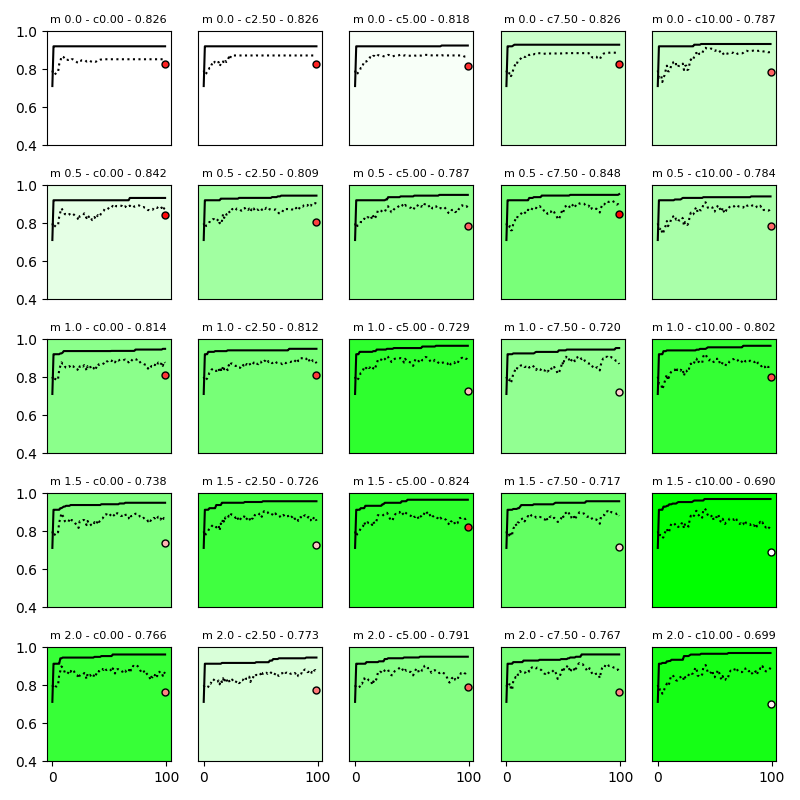 m 0.0 - c0.00 - 0.826
m 0.0 - c2.50 - 0.826
m 0.0 - c5.00 - 0.818
m 0.0 - c7.50 - 0.826
m 0.0 - c10.00 - 0.787
1.0
0.8
0.6
0.4
m 0.5 - c0.00 - 0.842
m 0.5 - c2.50 - 0.809
m 0.5 - c5.00 - 0.787
m 0.5 - c7.50 - 0.848
m 0.5 - c10.00 - 0.784
1.0
0.8
0.6
0.4
m 1.0 - c0.00 - 0.814
m 1.0 - c2.50 - 0.812
m 1.0 - c5.00 - 0.729
m 1.0 - c7.50 - 0.720
m 1.0 - c10.00 - 0.802
1.0
0.8
0.6
0.4
m 1.5 - c0.00 - 0.738
m 1.5 - c2.50 - 0.726
m 1.5 - c5.00 - 0.824
m 1.5 - c7.50 - 0.717
m 1.5 - c10.00 - 0.690
1.0
0.8
0.6
0.4
m 2.0 - c0.00 - 0.766
m 2.0 - c2.50 - 0.773
m 2.0 - c5.00 - 0.791
m 2.0 - c7.50 - 0.767
m 2.0 - c10.00 - 0.699
1.0
0.8
0.6
0.4
0 100
0 100
0 100
0 100
0 100